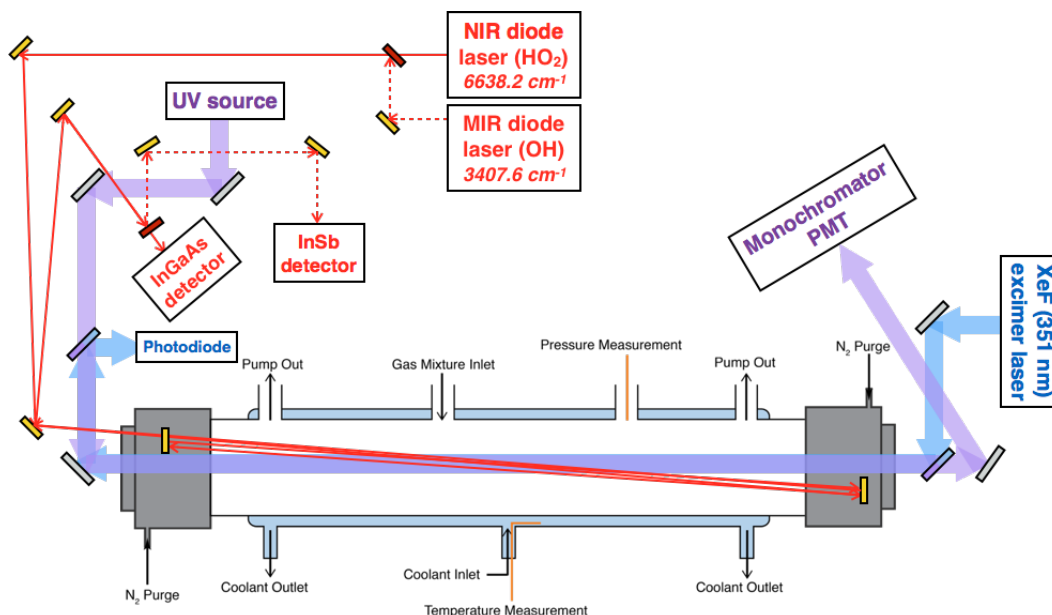 NIR diode
laser (HO₂)
6638.2 cm⁻¹
UV source
MIR diode
laser (OH)
3407.6 cm⁻¹
InGaAs
detector
InSb
detector
Monochromator
PMT
XeF (351 nm)
excimer laser
Photodiode
Pump Out
Gas Mixture Inlet
Pressure Measurement
Pump Out
N₂ Purge
N₂ Purge
Coolant Outlet
Coolant Inlet
Coolant Outlet
Temperature Measurement